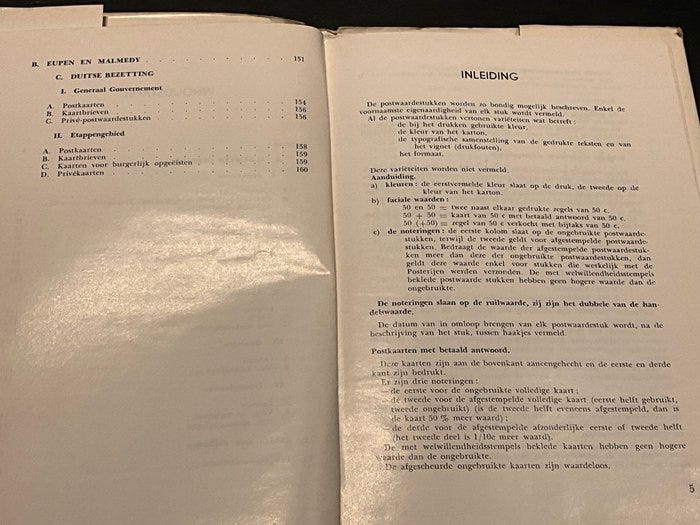 B. EUPEN EN MALMEDY . . . . . . . . . . 151
C. DUITSE BEZETTING
I. Generaal Gouvernement
A. Postkaarten . . . . . . . . . . 154
B. Kaartbrieven . . . . . . . . . . 156
C. Privé-postwaardestukken . . . . . . . . . . 156
II. Etappengebied
A. Postkaarten . . . . . . . . . . 158
B. Kaartbrieven . . . . . . . . . . 159
C. Kaarten voor burgerlijk opgeëisten . . . . . . . . . . 159
D. Privékaarten . . . . . . . . . . 160
INLEIDING
De postwaardestukken worden zo bondig mogelijk beschreven. Enkel de
voornaamste eigenaardigheid van elk stuk wordt vermeld.
Al de postwaardestukken vertonen variëteiten wat betreft :
de bij het drukken gebruikte kleur,
de kleur van het karton,
de typografische samenstelling van de gedrukte teksten en van
het vignet (drukfouten),
het formaat.
Deze variëteiten worden niet vermeld.
Aanduiding.
a) kleuren : de eerstvermelde kleur slaat op de druk, de tweede op de
kleur van het karton.
b) faciale waarden :
50 en 50 = twee naast elkaar gedrukte zegels van 50 c.
50 + 50 = kaart van 50 c met betaald antwoord van 50 c.
50 (+50) = zegel van 50 c verkocht met bijtaks van 50 c.
c) de noteringen : de eerste kolom slaat op de ongebruikte postwaarde-
stukken, terwijl de tweede geldt voor afgestempelde postwaarde-
stukken. Bedraagt de waarde der afgestempelde postwaardestuk-
ken meer dan deze der ongebruikte postwaardestukken, dan
geldt deze waarde enkel voor stukken die werkelijk met de
Posterijen werden verzonden. De met welwillendheidsstempels
beklede postwaarde stukken hebben geen hogere waarde dan de
ongebruikte.
De noteringen slaan op de ruilwaarde, zij zijn het dubbele van de han-
delswaarde.
De datum van in omloop brengen van elk postwaardestuk wordt, na de
beschrijving van het stuk, tussen haakjes vermeld.
Postkaarten met betaald antwoord.
Deze kaarten zijn aan de bovenkant aaneengehecht en de eerste en derde
kant zijn bedrukt.
Er zijn drie noteringen :
— de eerste voor de ongebruikte volledige kaart ;
— de tweede voor de afgestempelde volledige kaart (eerste helft gebruikt,
tweede ongebruikt) (is de tweede helft eveneens afgestempeld, dan is
de kaart 50 % meer waard) ;
de derde voor de afgestempelde afzonderlijke eerste of tweede helft
(het tweede deel is 1/10e meer waard).
De met welwillendheidsstempels beklede kaarten hebben geen hogere
waarde dan de ongebruikte.
De afgescheurde ongebruikte kaarten zijn waardeloos.
5